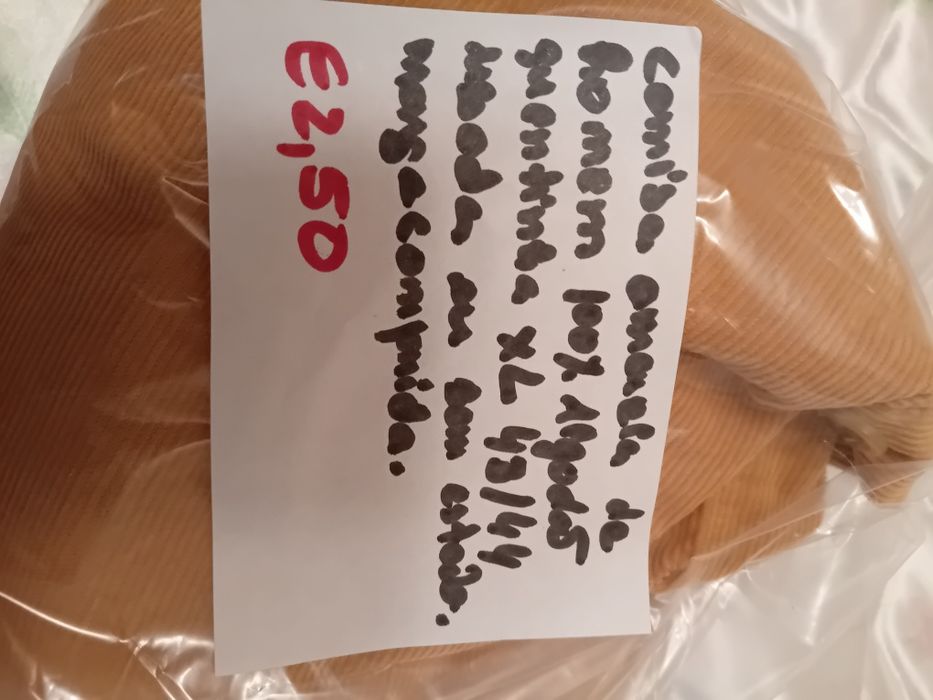 Camisa amarela de
homem 100% Algodão
quentinha XL 43/44
usada em bom estado.
manga comprida.
€2,50